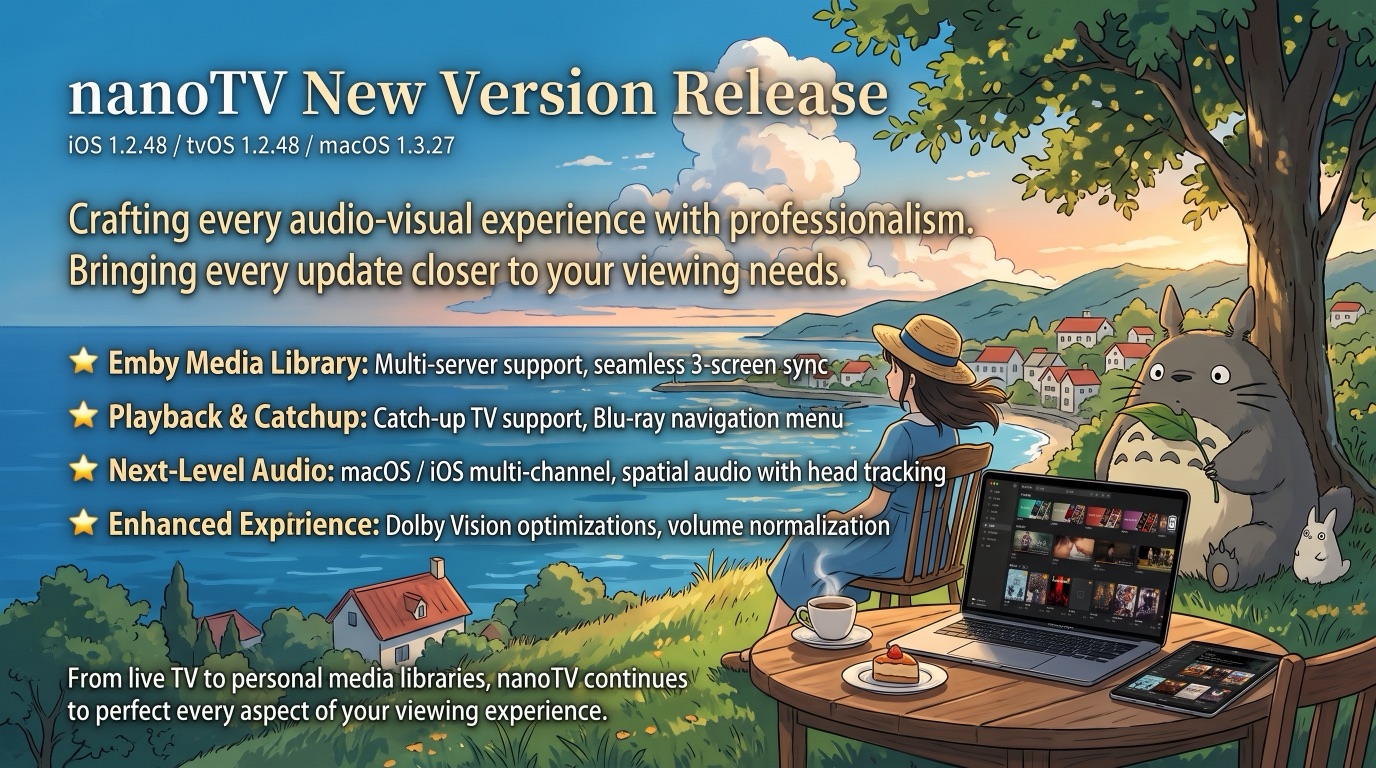 nanoTV New Version Release
iOS 1.2.48 / tvOS 1.2.48 / macOS 1.3.27
Crafting every audio-visual experience with professionalism.
Bringing every update closer to your viewing needs.
Emby Media Library: Multi-server support, seamless 3-screen sync
Playback & Catchup: Catch-up TV support, Blu-ray navigation menu
Next-Level Audio: macOS / iOS multi-channel, spatial audio with head tracking
Enhanced Expirience: Dolby Vision optimizations, volume normalization
From live TV to personal media libraries, nanoTV continues
to perfect every aspect of your viewing experience.